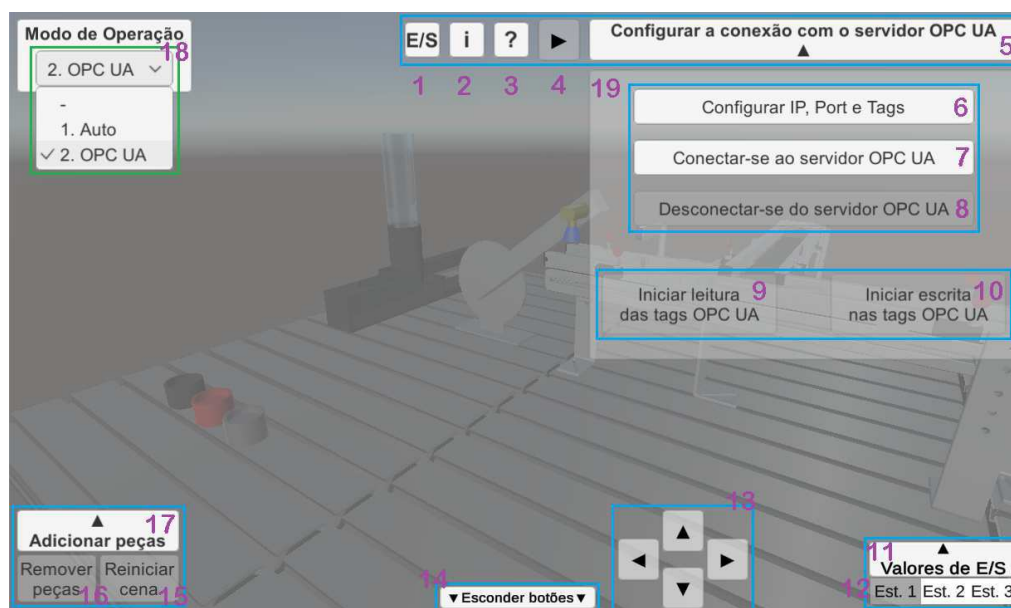 Modo de Operação
18
2. OPC UA
-
1. Auto
✓ 2. OPC UA
E/S i ? ►
1 2 3 4
Configurar a conexão com o servidor OPC UA
▲ 5
19
Configurar IP, Port e Tags 6
Conectar-se ao servidor OPC UA 7
Desconectar-se do servidor OPC UA 8
Iniciar leitura 9
das tags OPC UA
Iniciar escrita 10
nas tags OPC UA
▲ 17
Adicionar peças
Remover
peças 16
Reiniciar
cena 15
14
▼ Esconder botões ▼
13
▲
◄ ►
▼
11 ▲
Valores de E/S
12 Est. 1 Est. 2 Est. 3